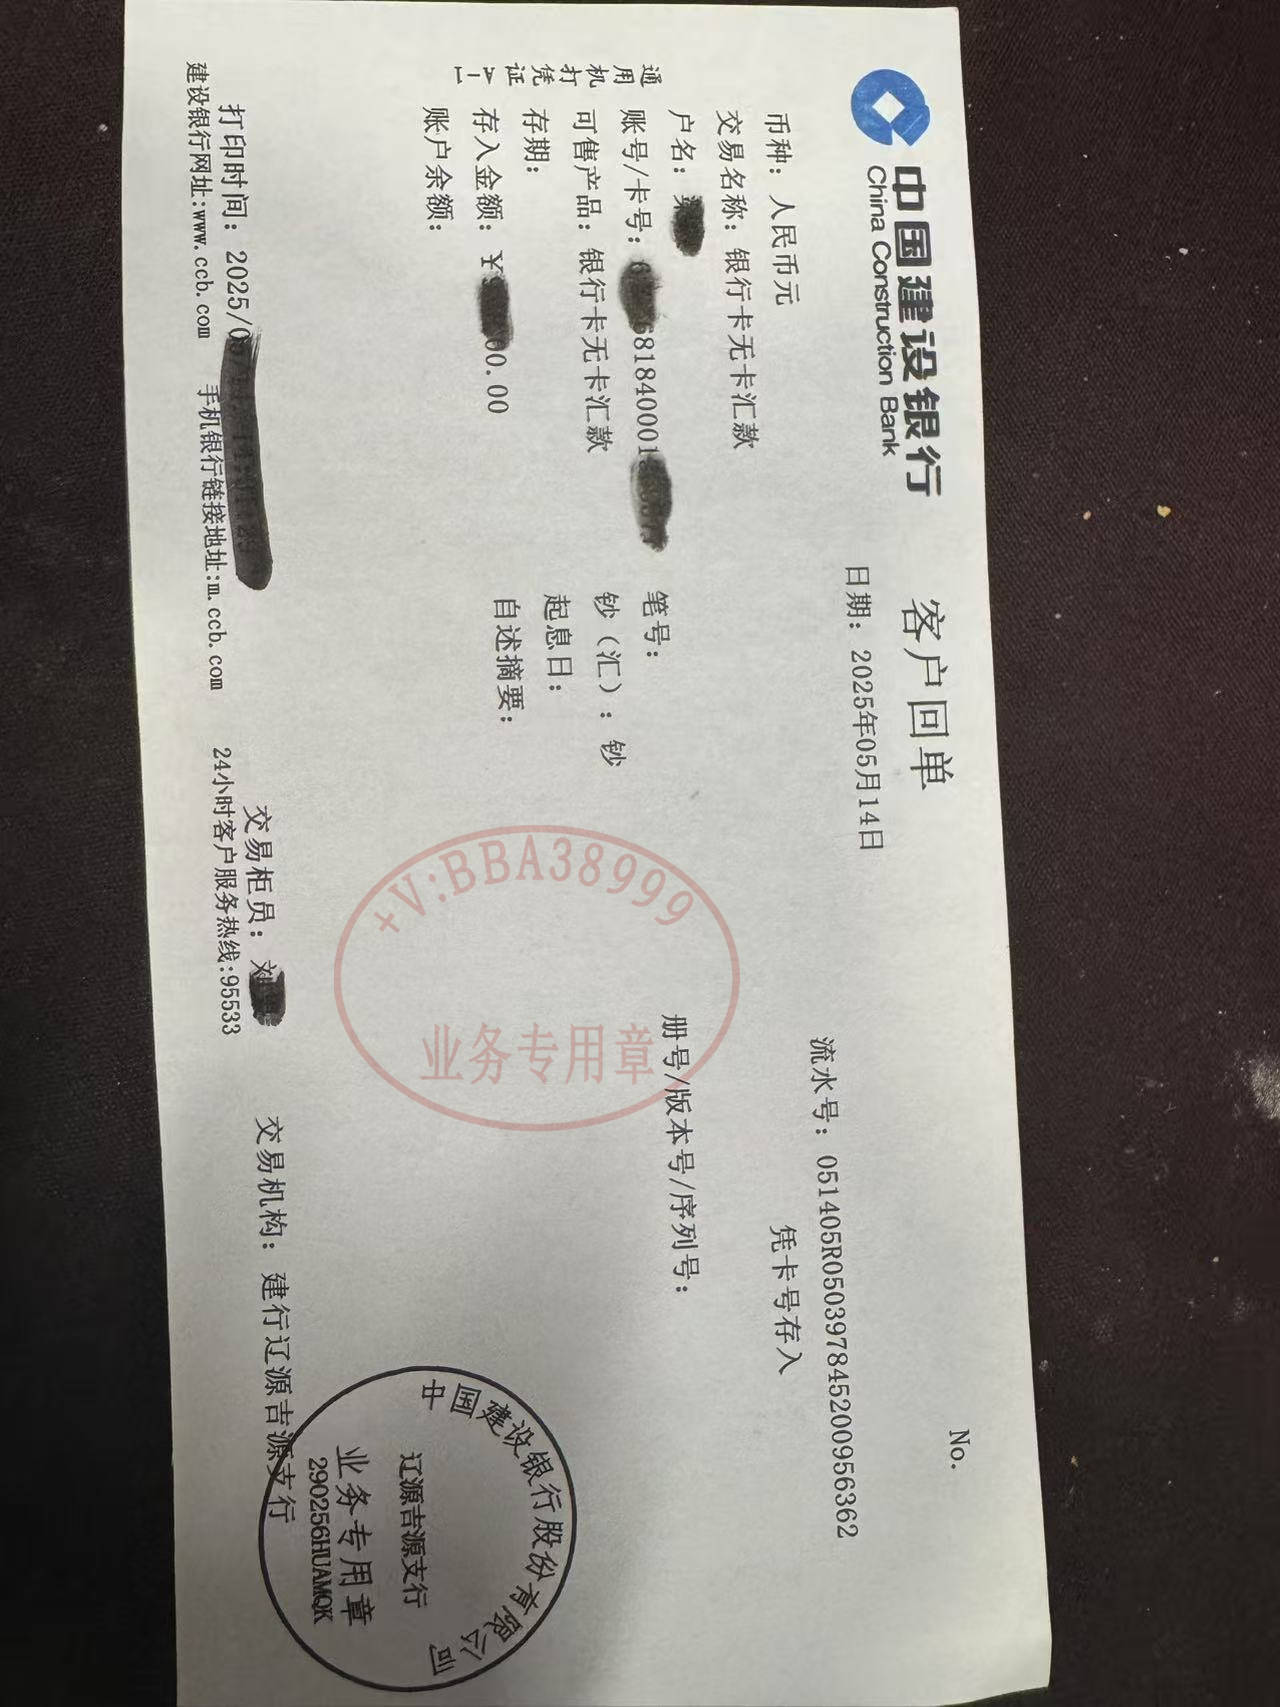 中国建设银行
China Construction Bank
客户回单
No.
日期：2025年05月14日
流水号：051405R050397845200956362
币种：人民币元
凭卡号存入
交易名称：银行卡无卡汇款
户名：
账号/卡号：681840001
笔号：
册号/版本号/序列号：
可售产品：银行卡无卡汇款
钞（汇）：钞
存期：
起息日：
存入金额：¥00.00
自述摘要：
账户余额：
通用机打凭证
A-1
+V:BBA38999
业务专用章
中国建设银行股份有限公司
辽源吉源支行
业务专用章
290256HUAMQK
打印时间：2025/0
交易柜员：刘
交易机构：建行辽源吉源支行
建设银行网址:www.ccb.com 手机银行链接地址:m.ccb.com 24小时客户服务热线:95533